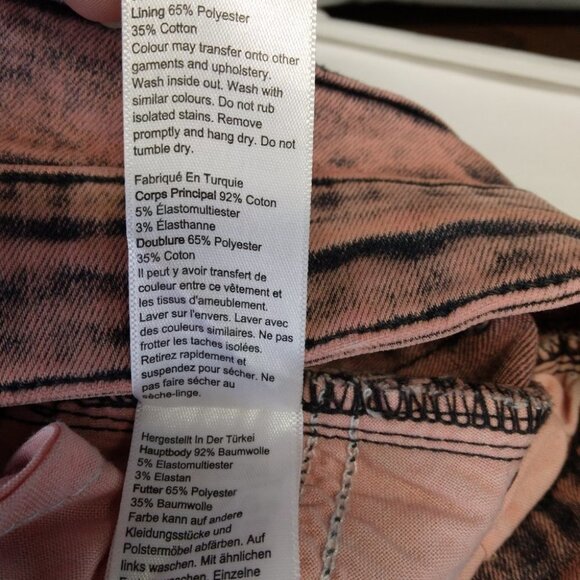 Lining 65% Polyester
35% Cotton
Colour may transfer onto other
garments and upholstery.
Wash inside out. Wash with
similar colours. Do not rub
isolated stains. Remove
promptly and hang dry. Do not
tumble dry.
Fabriqué En Turquie
Corps Principal 92% Coton
5% Élastomultiester
3% Élasthanne
Doublure 65% Polyester
35% Coton
Il peut y avoir transfert de
couleur entre ce vêtement et
les tissus d'ameublement.
Laver sur l'envers. Laver avec
des couleurs similaires. Ne pas
frotter les taches isolées.
Retirez rapidement et
suspendez pour sécher. Ne
pas faire sécher au
sèche-linge.
Hergestellt In Der Türkei
Hauptbody 92% Baumwolle
5% Elastomultiester
3% Elastan
Futter 65% Polyester
35% Baumwolle
Farbe kann auf andere
Kleidungsstücke und
Polstermöbel abfärben. Auf
links waschen. Mit ähnlichen
waschen. Einzelne